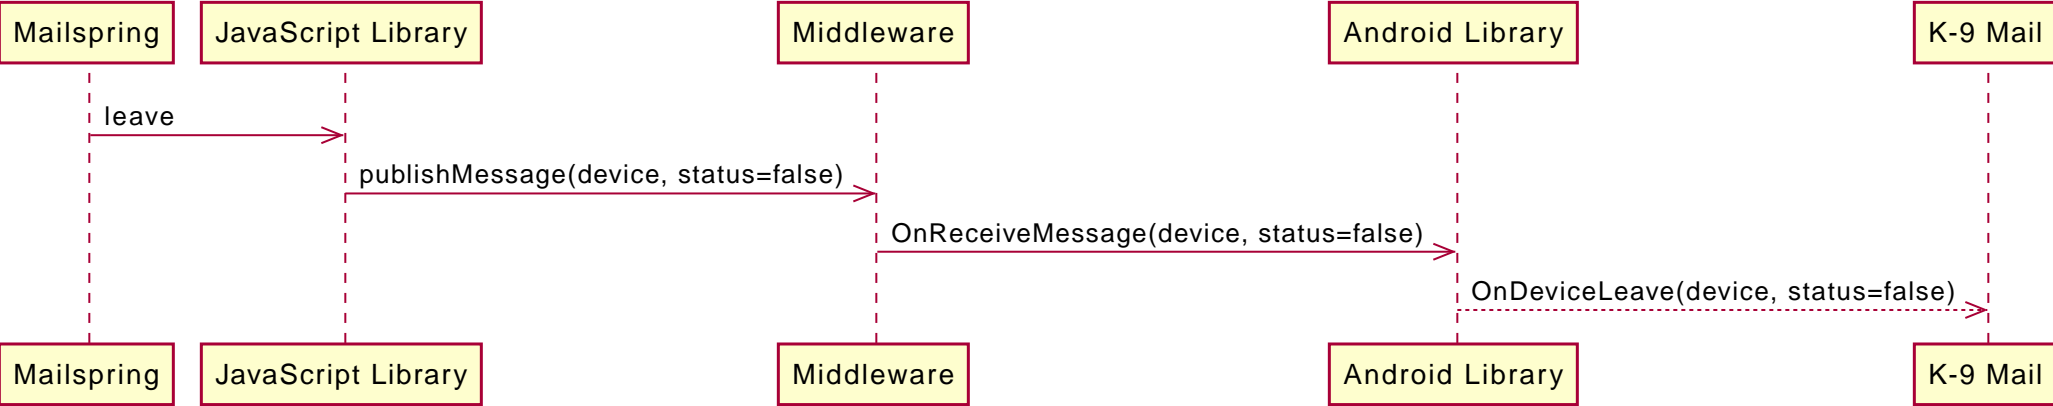 Mailspring
JavaScript Library
Middleware
Android Library
K-9 Mail
leave
publishMessage(device, status=false)
OnReceiveMessage(device, status=false)
OnDeviceLeave(device, status=false)
Mailspring
JavaScript Library
Middleware
Android Library
K-9 Mail